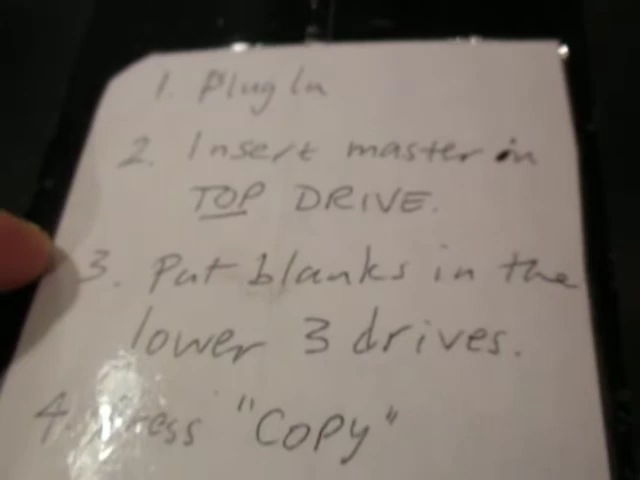 1. Plug In
2. Insert master in
TOP DRIVE.
3. Put blanks in the
lower 3 drives.
4. Press "COPY"